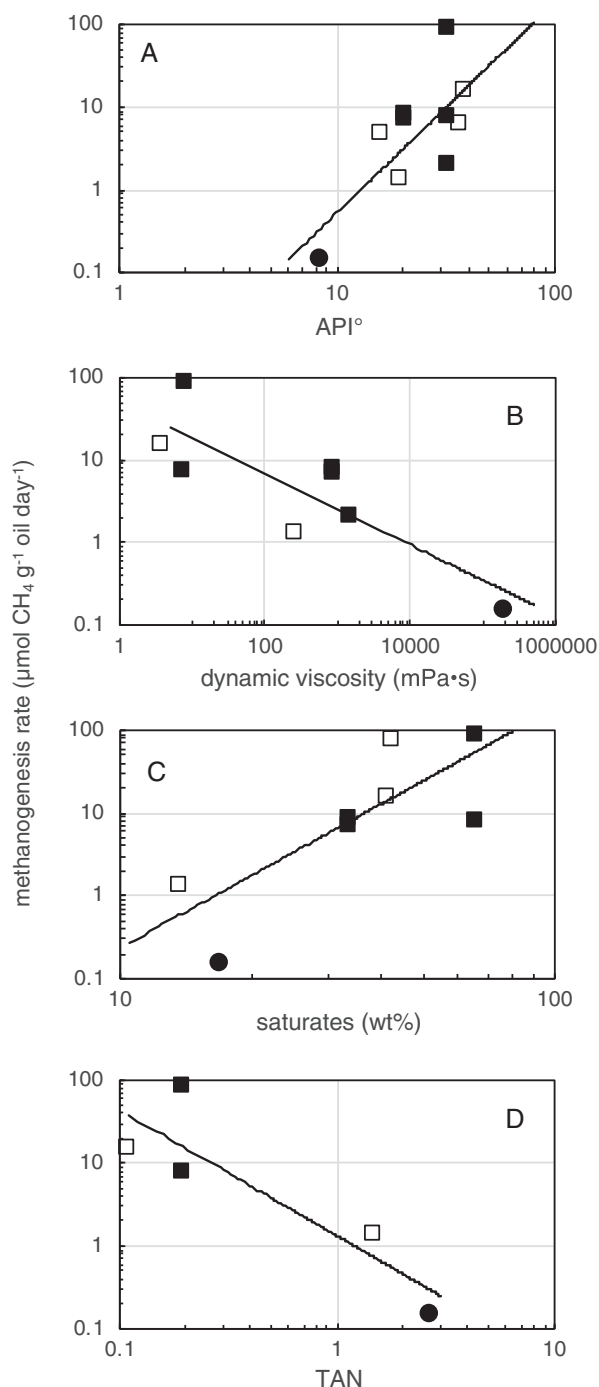 100
A
10
1
0.1
1 10 100
API°
100
B
10
1
0.1
1 100 10000 1000000
dynamic viscosity (mPa•s)
methanogenesis rate (µmol CH4 g-1 oil day-1)
100
C
10
1
0.1
10 100
saturates (wt%)
100
D
10
1
0.1
0.1 1 10
TAN